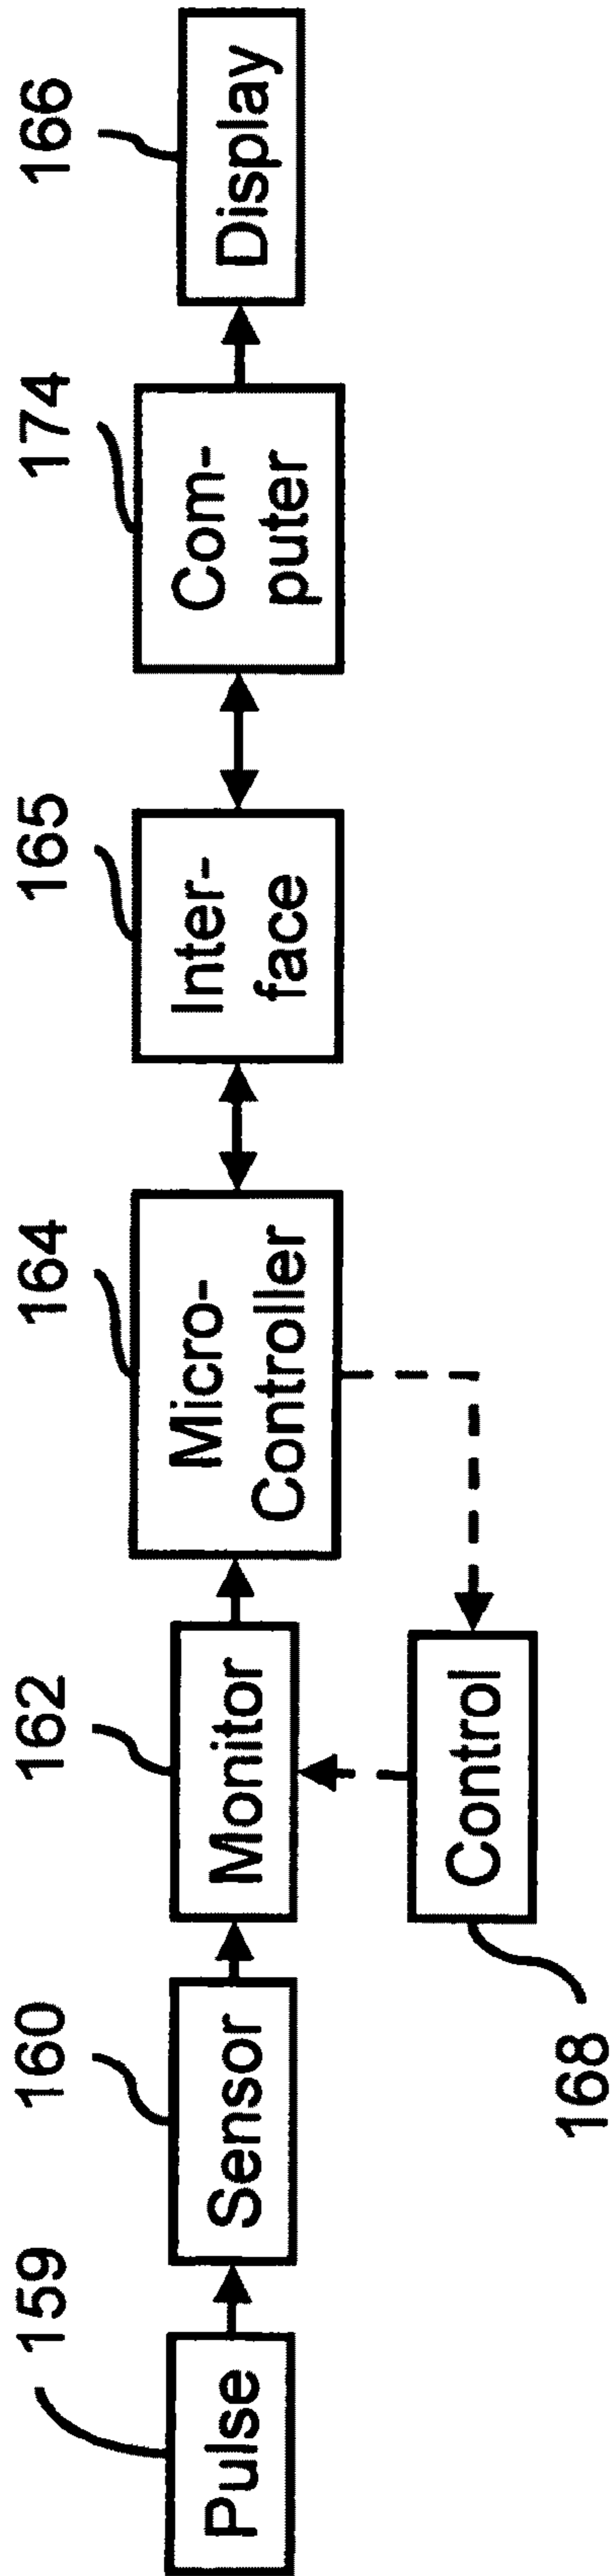 159
160
162
164
165
174
166
Pulse
Sensor
Monitor
Micro-
Controller
Inter-
face
Com-
puter
Display
Control
168